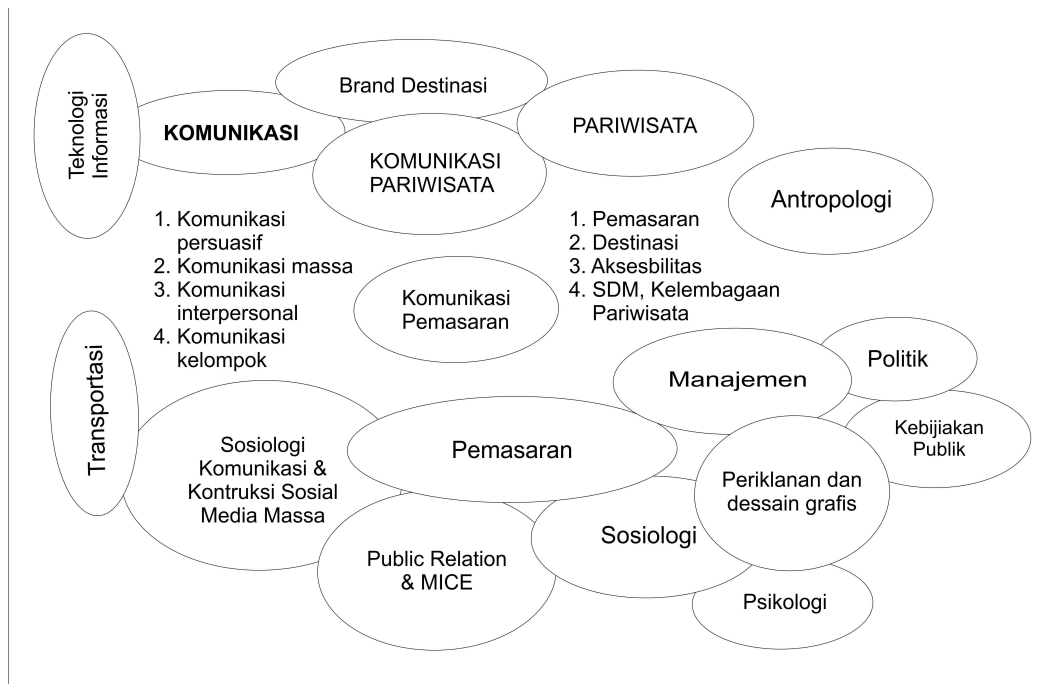 Teknologi
Informasi
KOMUNIKASI
Brand Destinasi
KOMUNIKASI
PARIWISATA
PARIWISATA
Antropologi
1. Komunikasi
persuasif
2. Komunikasi massa
3. Komunikasi
interpersonal
4. Komunikasi
kelompok
1. Pemasaran
2. Destinasi
3. Aksesbilitas
4. SDM, Kelembagaan
Pariwisata
Komunikasi
Pemasaran
Transportasi
Manajemen
Politik
Kebijiakan
Publik
Sosiologi
Komunikasi &
Kontruksi Sosial
Media Massa
Pemasaran
Periklanan dan
dessain grafis
Sosiologi
Public Relation
& MICE
Psikologi